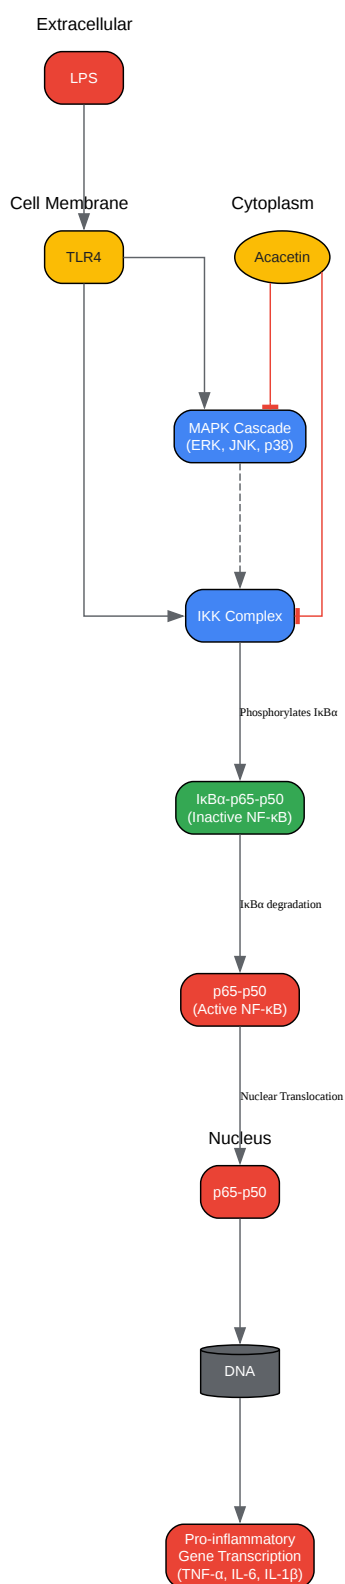 Extracellular
LPS
Cell Membrane
Cytoplasm
TLR4
Acacetin
MAPK Cascade
(ERK, JNK, p38)
IKK Complex
Phosphorylates IκBα
IκBα-p65-p50
(Inactive NF-κB)
IκBα degradation
p65-p50
(Active NF-κB)
Nuclear Translocation
Nucleus
p65-p50
DNA
Pro-inflammatory
Gene Transcription
(TNF-α, IL-6, IL-1β)